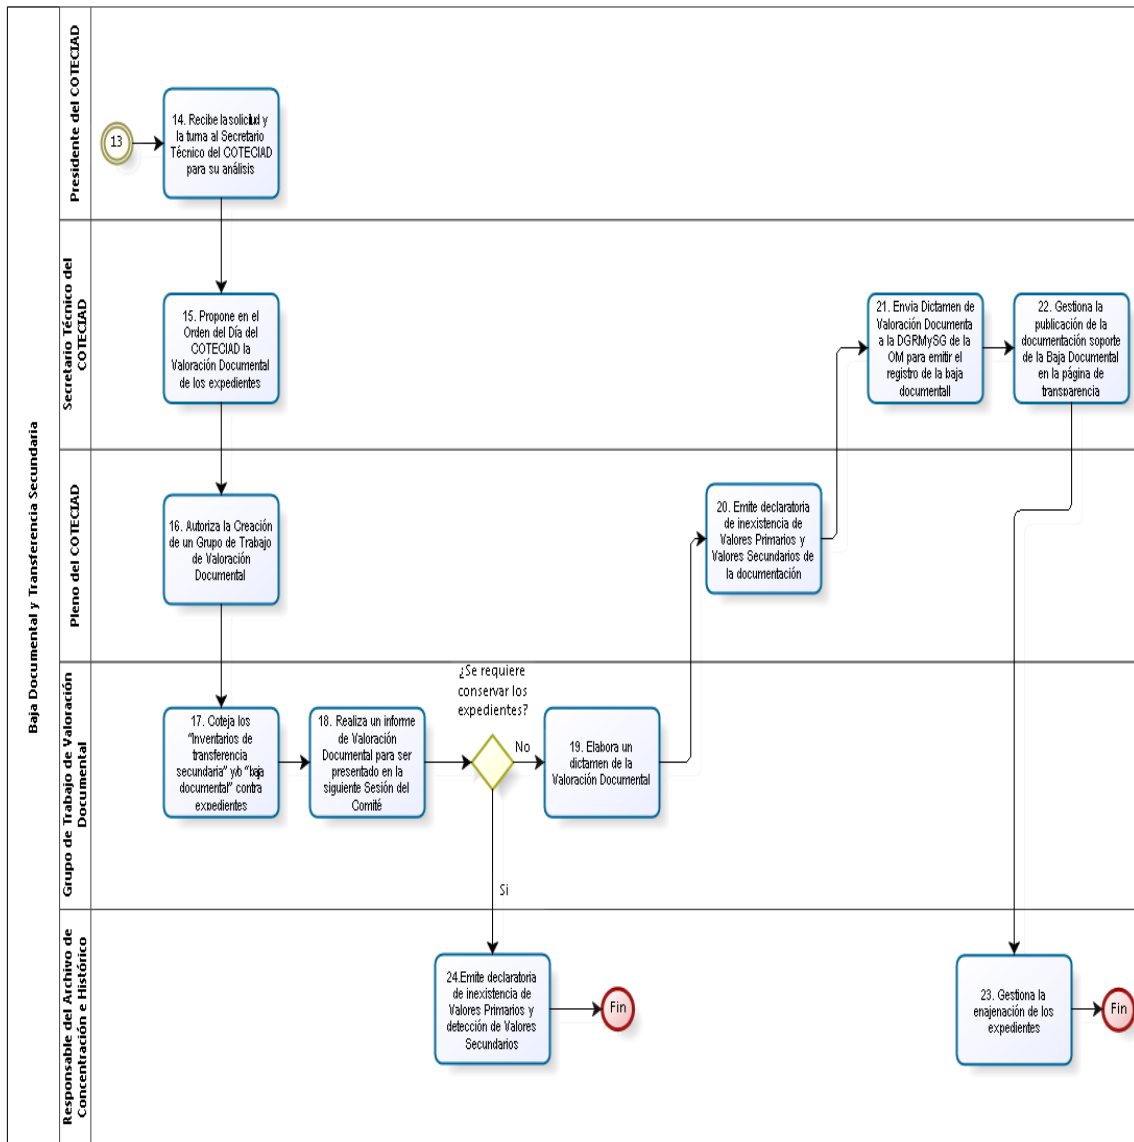 Baja Documental y Transferencia Secundaria
Presidente del COTECIAD
13
14. Recibe la solicitud y
la turna al Secretario
Técnico del COTECIAD
para su análisis
Secretario Técnico del
COTECIAD
15. Propone en el
Orden del Día del
COTECIAD la
Valoración Documental
de los expedientes
21. Envia Dictamen de
Valoración Documenta
a la DGRMySG de la
OM para emitir el
registro de la baja
documentall
22. Gestiona la
publicación de la
documentación soporte
de la Baja Documental
en la página de
transparencia
Pleno del COTECIAD
16. Autoriza la Creación
de un Grupo de Trabajo
de Valoración
Documental
20. Emite declaratoria
de inexistencia de
Valores Primarios y
Valores Secundarios de
la documentación
Grupo de Trabajo de Valoración
Documental
17. Coteja los
"Inventarios de
transferencia
secundaria" y/o "baja
documental" contra
expedientes
18. Realiza un informe
de Valoración
Documental para ser
presentado en la
siguiente Sesión del
Comité
¿Se requiere
conservar los
expedientes?
No
Si
19. Elabora un
dictamen de la
Valoración Documental
Responsable del Archivo de
Concentración e Histórico
24.Emite declaratoria
de inexistencia de
Valores Primarios y
detección de Valores
Secundarios
Fin
23. Gestiona la
enajenación de los
expedientes
Fin